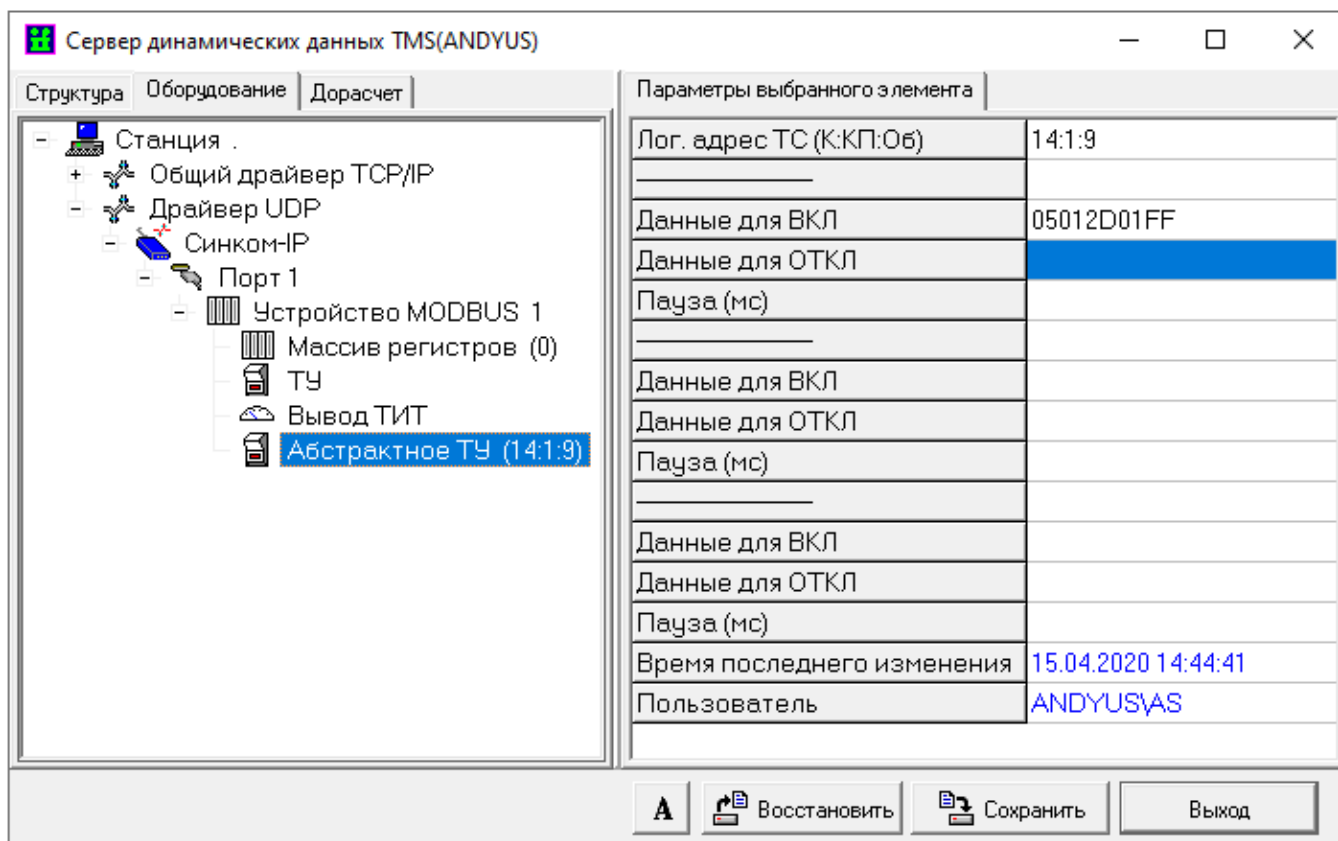 Сервер динамических данных TMS(ANDYUS)
Структура Оборудование Дорасчет
Станция .
Общий драйвер TCP/IP
Драйвер UDP
Синком-IP
Порт 1
Устройство MODBUS 1
Массив регистров (0)
ТУ
Вывод ТИТ
Абстрактное ТУ (14:1:9)
Параметры выбранного элемента
Лог. адрес ТС (К:КП:Об) 14:1:9
Данные для ВКЛ 05012D01FF
Данные для ОТКЛ
Пауза (мс)
Данные для ВКЛ
Данные для ОТКЛ
Пауза (мс)
Данные для ВКЛ
Данные для ОТКЛ
Пауза (мс)
Время последнего изменения 15.04.2020 14:44:41
Пользователь ANDYUS\AS
А Восстановить Сохранить Выход